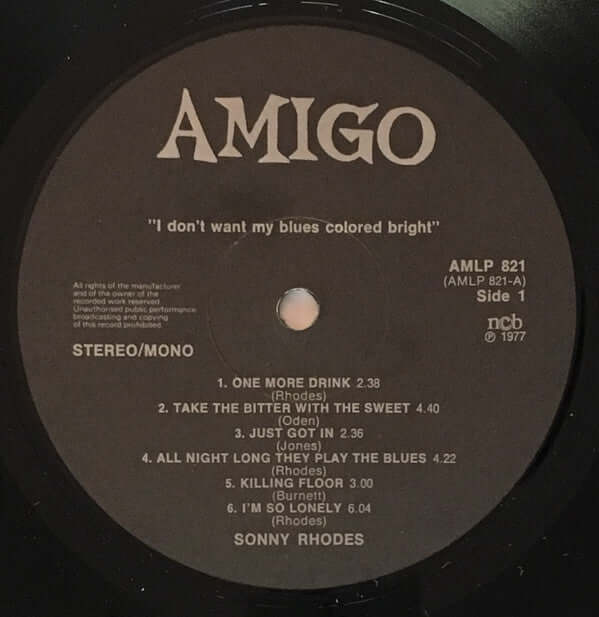 AMIGO
"I don't want my blues colored bright"
AMLP 821
(AMLP 821-A)
Side 1
All rights of the manufacturer
and of the owner of the
recorded work reserved
Unauthorised public performance
broadcasting and copying
of this record prohibited.
ncb
℗ 1977
STEREO/MONO
1. ONE MORE DRINK 2.38
(Rhodes)
2. TAKE THE BITTER WITH THE SWEET 4.40
(Oden)
3. JUST GOT IN 2.36
(Jones)
4. ALL NIGHT LONG THEY PLAY THE BLUES 4.22
(Rhodes)
5. KILLING FLOOR 3.00
(Burnett)
6. I'M SO LONELY 6.04
(Rhodes)
SONNY RHODES